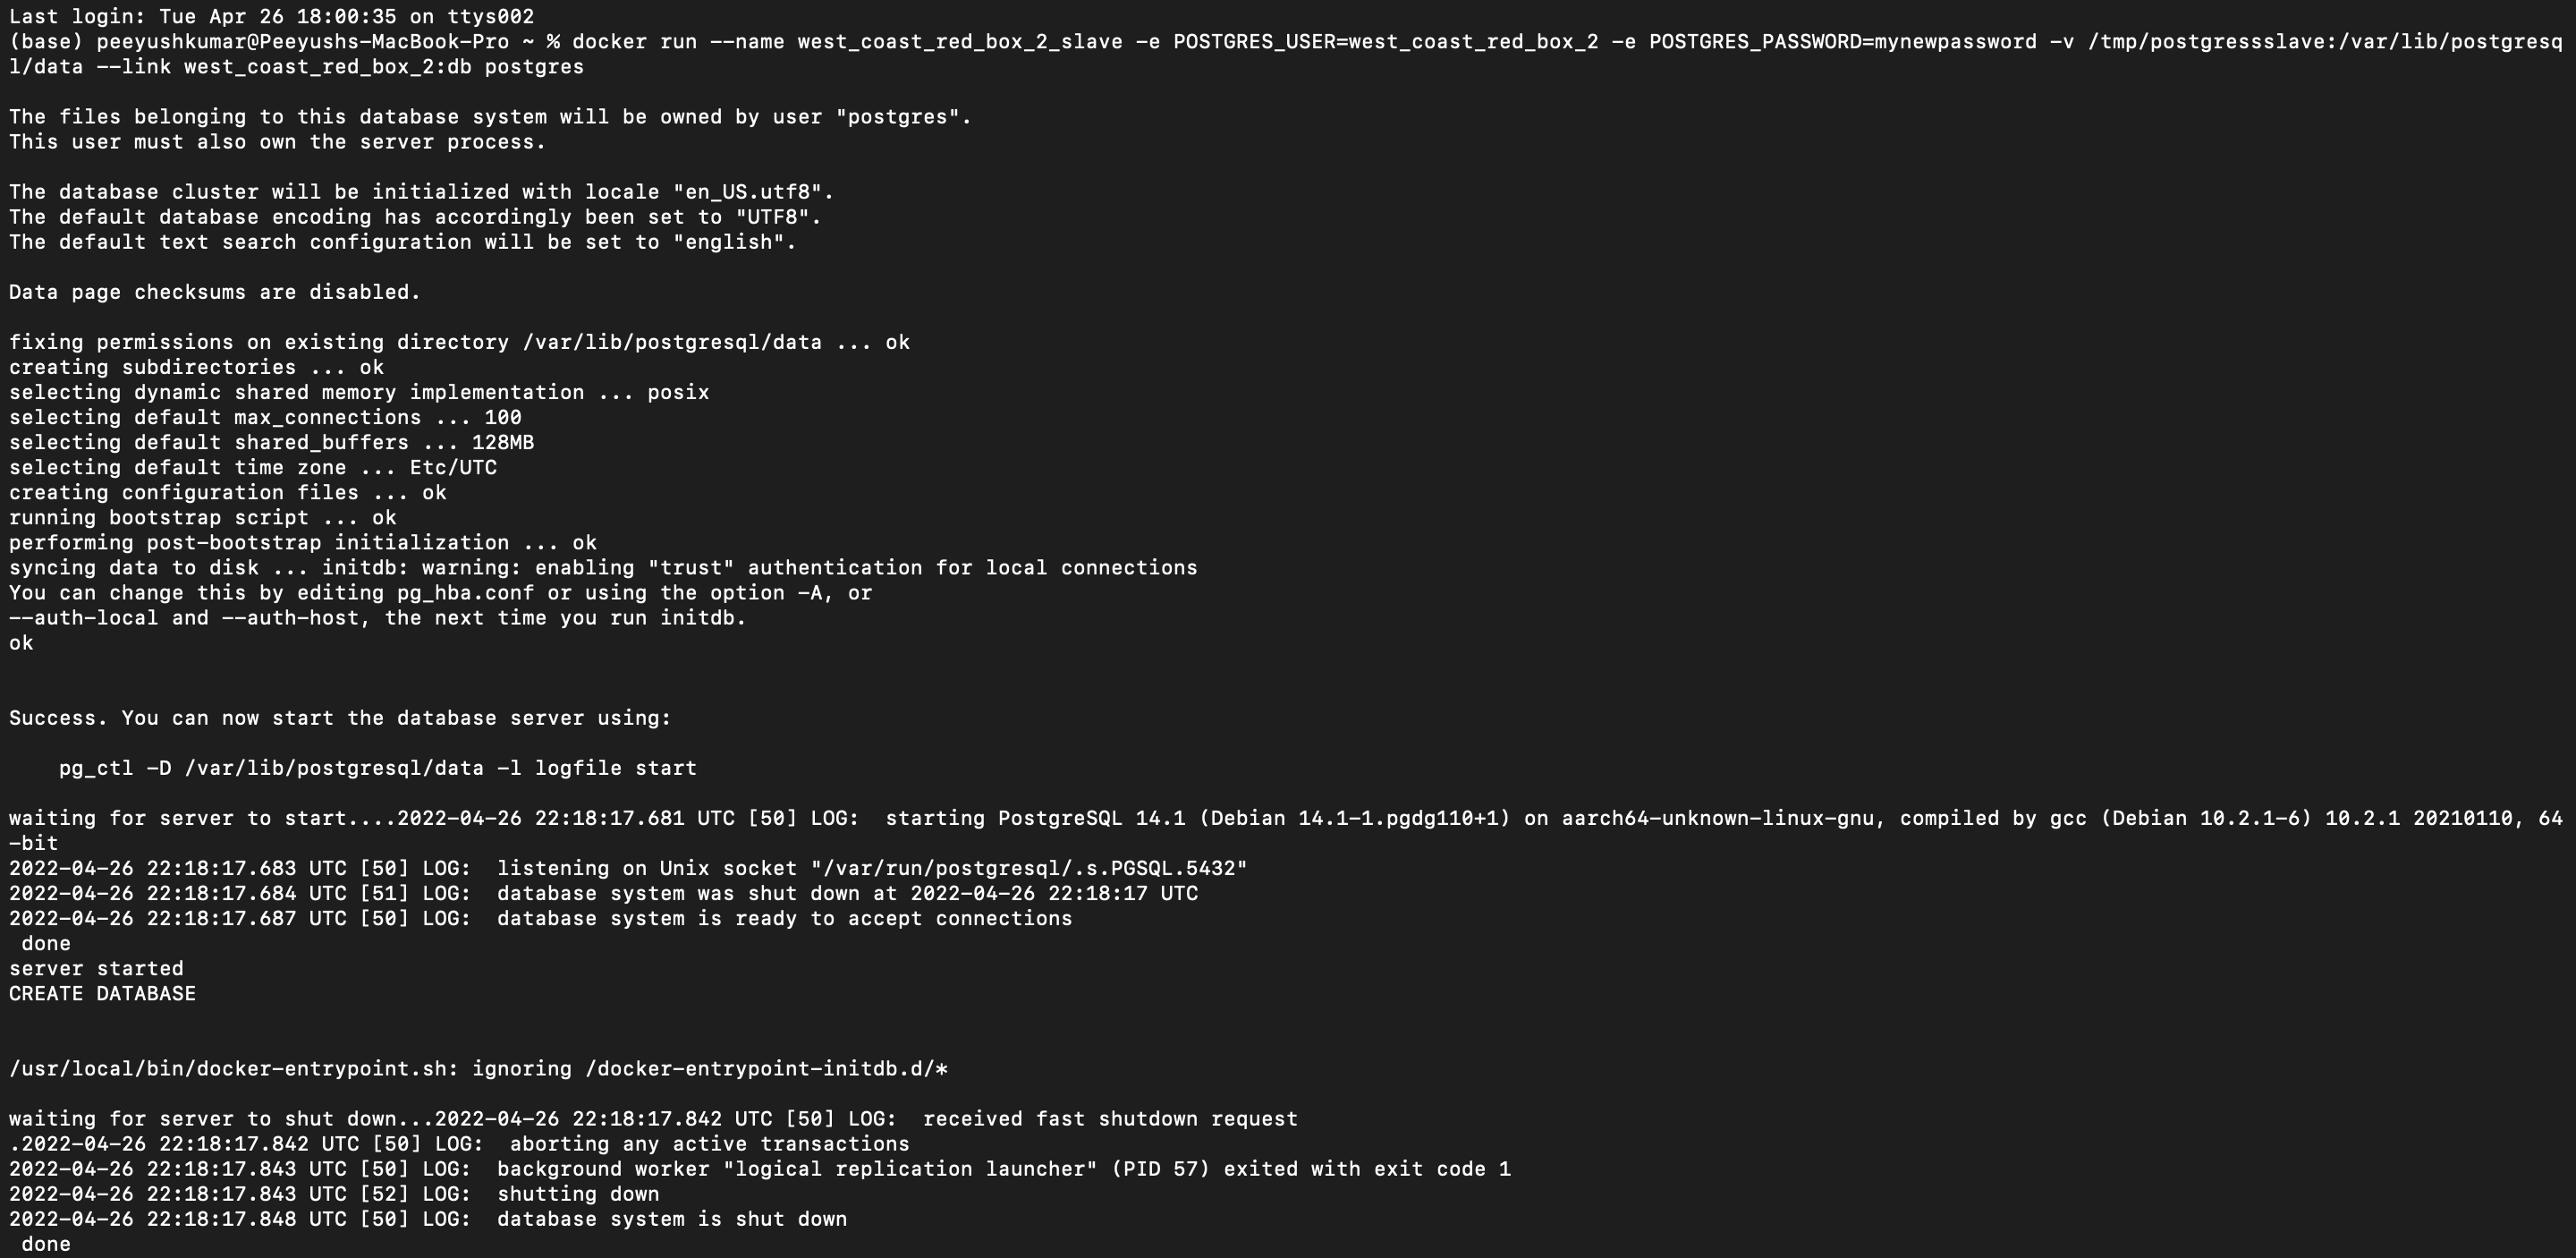 Last login: Tue Apr 26 18:00:35 on ttys002
(base) peeyushkumar@Peeyushs-MacBook-Pro ~ % docker run --name west_coast_red_box_2_slave -e POSTGRES_USER=west_coast_red_box_2 -e POSTGRES_PASSWORD=mynewpassword -v /tmp/postgressslave:/var/lib/postgresq
l/data --link west_coast_red_box_2:db postgres
The files belonging to this database system will be owned by user "postgres".
This user must also own the server process.
The database cluster will be initialized with locale "en_US.utf8".
The default database encoding has accordingly been set to "UTF8".
The default text search configuration will be set to "english".
Data page checksums are disabled.
fixing permissions on existing directory /var/lib/postgresql/data ... ok
creating subdirectories ... ok
selecting dynamic shared memory implementation ... posix
selecting default max_connections ... 100
selecting default shared_buffers ... 128MB
selecting default time zone ... Etc/UTC
creating configuration files ... ok
running bootstrap script ... ok
performing post-bootstrap initialization ... ok
syncing data to disk ... initdb: warning: enabling "trust" authentication for local connections
You can change this by editing pg_hba.conf or using the option -A, or
--auth-local and --auth-host, the next time you run initdb.
ok
Success. You can now start the database server using:
    pg_ctl -D /var/lib/postgresql/data -l logfile start
waiting for server to start....2022-04-26 22:18:17.681 UTC [50] LOG:  starting PostgreSQL 14.1 (Debian 14.1-1.pgdg110+1) on aarch64-unknown-linux-gnu, compiled by gcc (Debian 10.2.1-6) 10.2.1 20210110, 64
-bit
2022-04-26 22:18:17.683 UTC [50] LOG:  listening on Unix socket "/var/run/postgresql/.s.PGSQL.5432"
2022-04-26 22:18:17.684 UTC [51] LOG:  database system was shut down at 2022-04-26 22:18:17 UTC
2022-04-26 22:18:17.687 UTC [50] LOG:  database system is ready to accept connections
 done
server started
CREATE DATABASE
/usr/local/bin/docker-entrypoint.sh: ignoring /docker-entrypoint-initdb.d/*
waiting for server to shut down...2022-04-26 22:18:17.842 UTC [50] LOG:  received fast shutdown request
.2022-04-26 22:18:17.842 UTC [50] LOG:  aborting any active transactions
2022-04-26 22:18:17.843 UTC [50] LOG:  background worker "logical replication launcher" (PID 57) exited with exit code 1
2022-04-26 22:18:17.843 UTC [52] LOG:  shutting down
2022-04-26 22:18:17.848 UTC [50] LOG:  database system is shut down
 done